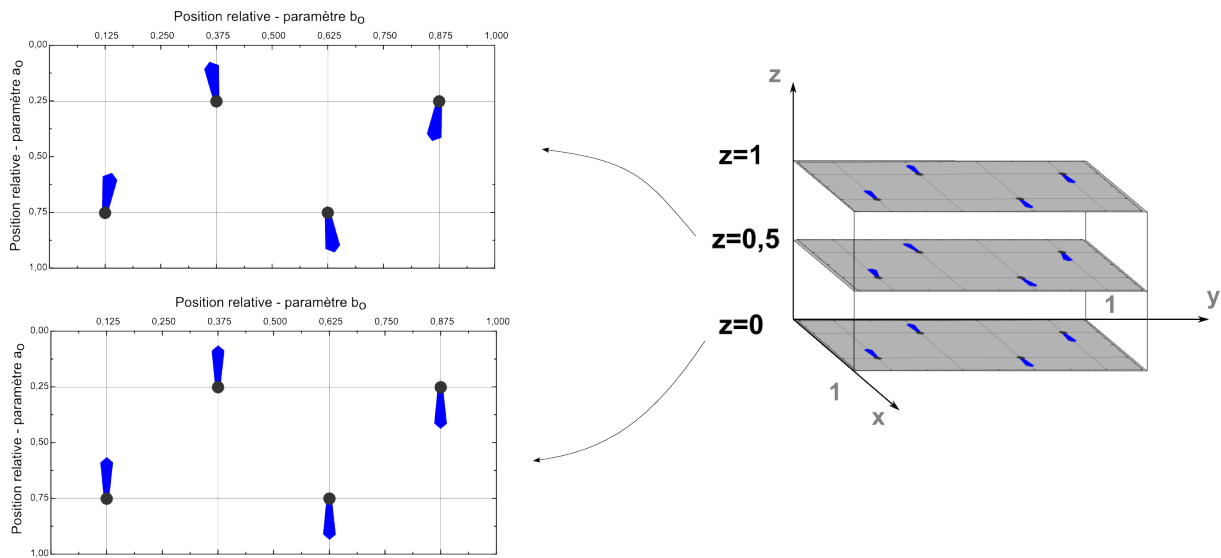 Position relative - paramètre bo
0,125 0,250 0,375 0,500 0,625 0,750 0,875 1,000
Position relative - paramètre ao
0,00
0,25
0,50
0,75
1,00
Position relative - paramètre bo
0,125 0,250 0,375 0,500 0,625 0,750 0,875 1,000
Position relative - paramètre ao
0,00
0,25
0,50
0,75
1,00
z
z=1
z=0,5
z=0
1
y
1
x